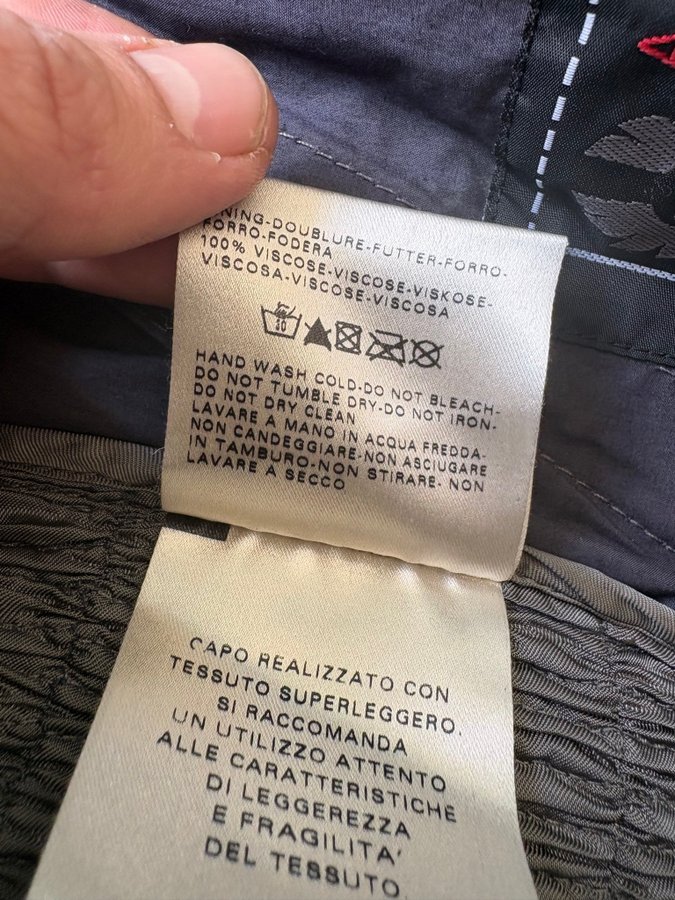 NING-DOUBLURE-FUTTER-FORRO-
FORRO-FODERA
100% VISCOSE-VISCOSE-VISKOSE-
VISCOSA-VISCOSE-VISCOSA
HAND WASH COLD-DO NOT BLEACH-
DO NOT TUMBLE DRY-DO NOT IRON-
DO NOT DRY CLEAN
LAVARE A MANO IN ACQUA FREDDA-
NON CANDEGGIARE-NON ASCIUGARE
IN TAMBURO-NON STIRARE- NON
LAVARE A SECCO
CAPO REALIZZATO CON
TESSUTO SUPERLEGGERO.
SI RACCOMANDA
UN UTILIZZO ATTENTO
ALLE CARATTERISTICHE
DI LEGGEREZZA
E FRAGILITA'
DEL TESSUTO.